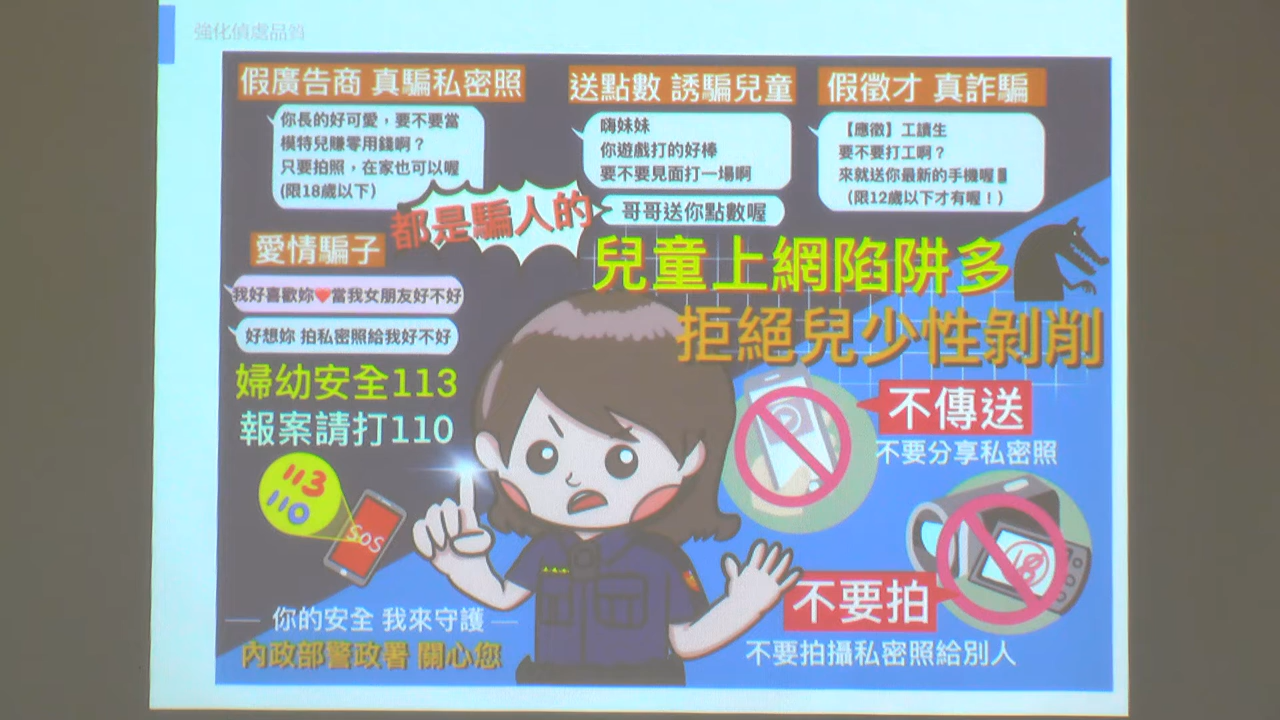 強化偵處品質
假廣告商 真騙私密照
你長的好可愛，要不要當
模特兒賺零用錢啊？
只要拍照，在家也可以喔
(限18歲以下)
送點數 誘騙兒童
嗨妹妹
你遊戲打的好棒
要不要見面打一場啊
哥哥送你點數喔
假徵才 真詐騙
【應徵】工讀生
要不要打工啊？
來就送你最新的手機喔
（限12歲以下才有喔！）
都是騙人的
愛情騙子
我好喜歡妳❤當我女朋友好不好
好想妳 拍私密照給我好不好
兒童上網陷阱多
拒絕兒少性剝削
婦幼安全113
報案請打110
113
110
SOS
不傳送
不要分享私密照
18
不要拍
不要拍攝私密照給別人
你的安全 我來守護
內政部警政署 關心您